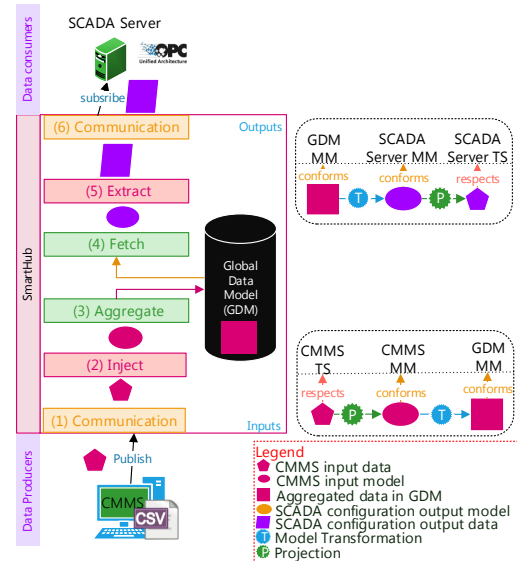 SCADA Server
OPC
Unified Architecture
Data consumers
subsribe
(6) Communication
Outputs
(5) Extract
(4) Fetch
SmartHub
Global
Data
Model
(GDM)
(3) Aggregate
(2) Inject
(1) Communication
Inputs
Data Producers
Publish
CMMS
CSV
GDM
MM
SCADA
Server MM
SCADA
Server TS
conforms
conforms
respects
T
P
CMMS
TS
CMMS
MM
GDM
MM
respects
conforms
conforms
P
T
Legend
CMMS input data
CMMS input model
Aggregated data in GDM
SCADA configuration output model
SCADA configuration output data
T Model Transformation
P Projection